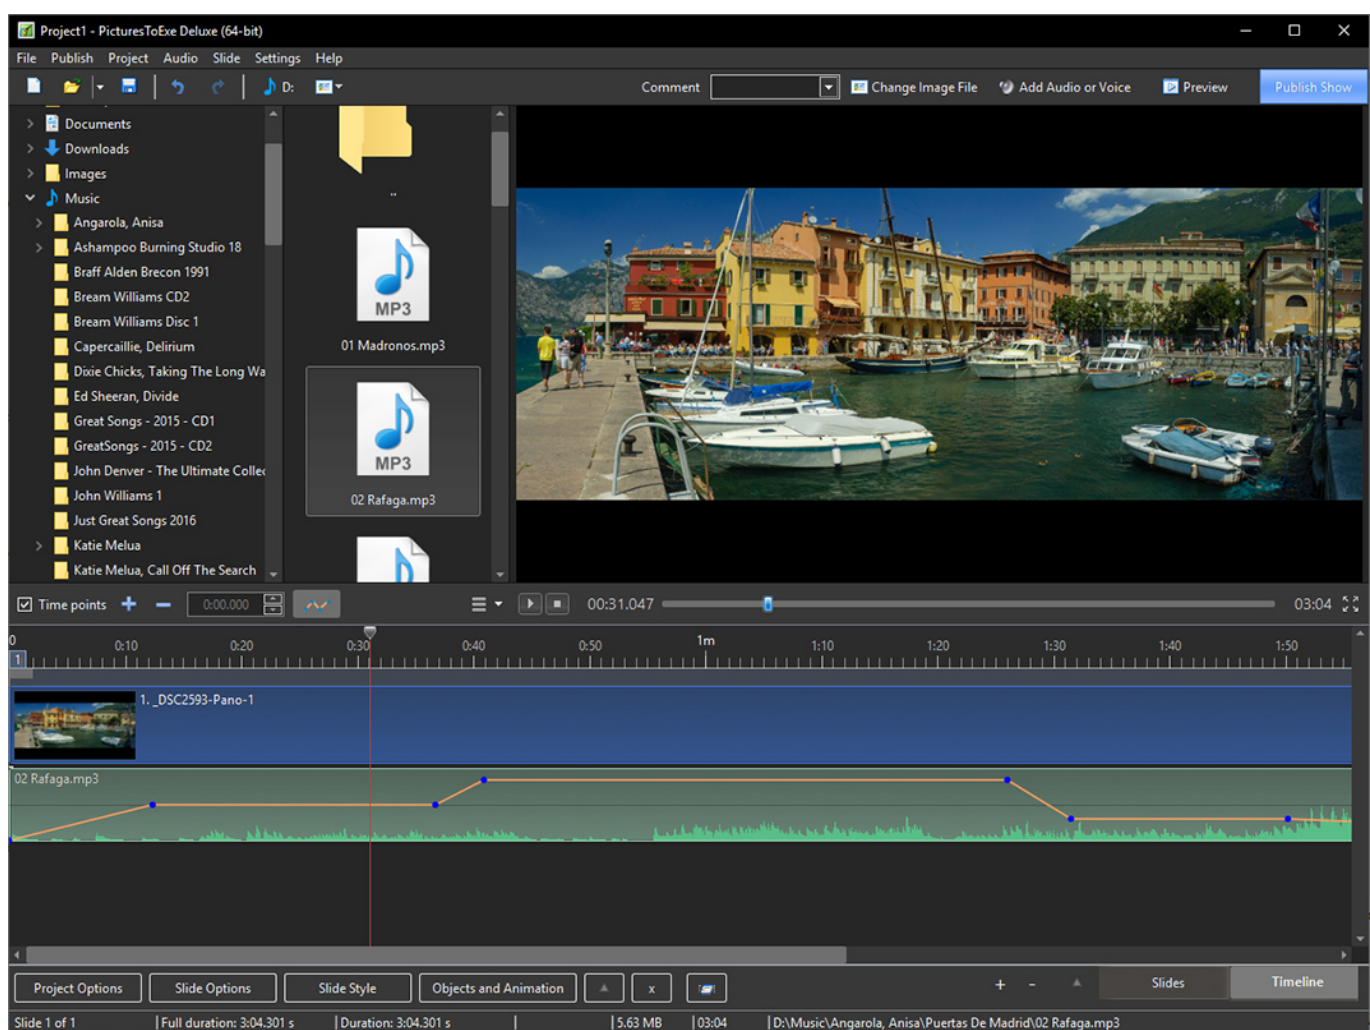 Project1 - PicturesToExe Deluxe (64-bit)
File Publish Project Audio Slide Settings Help
D: Comment Change Image File Add Audio or Voice Preview Publish Show
Documents
Downloads
Images
Music
Angarola, Anisa
Ashampoo Burning Studio 18
Braff Alden Brecon 1991
Bream Williams CD2
Bream Williams Disc 1
Capercaillie, Delirium
Dixie Chicks, Taking The Long Wa
Ed Sheeran, Divide
Great Songs - 2015 - CD1
GreatSongs - 2015 - CD2
John Denver - The Ultimate Collec
John Williams 1
Just Great Songs 2016
Katie Melua
Katie Melua, Call Off The Search
..
MP3
01 Madronos.mp3
MP3
02 Rafaga.mp3
Time points + - 0:00.000 00:31.047 03:04
0 0:10 0:20 0:30 0:40 0:50 1m 1:10 1:20 1:30 1:40 1:50
1
1. _DSC2593-Pano-1
02 Rafaga.mp3
Project Options Slide Options Slide Style Objects and Animation x + - Slides Timeline
Slide 1 of 1 |Full duration: 3:04.301 s |Duration: 3:04.301 s | |5.63 MB |03:04 |D:\Music\Angarola, Anisa\Puertas De Madrid\02 Rafaga.mp3